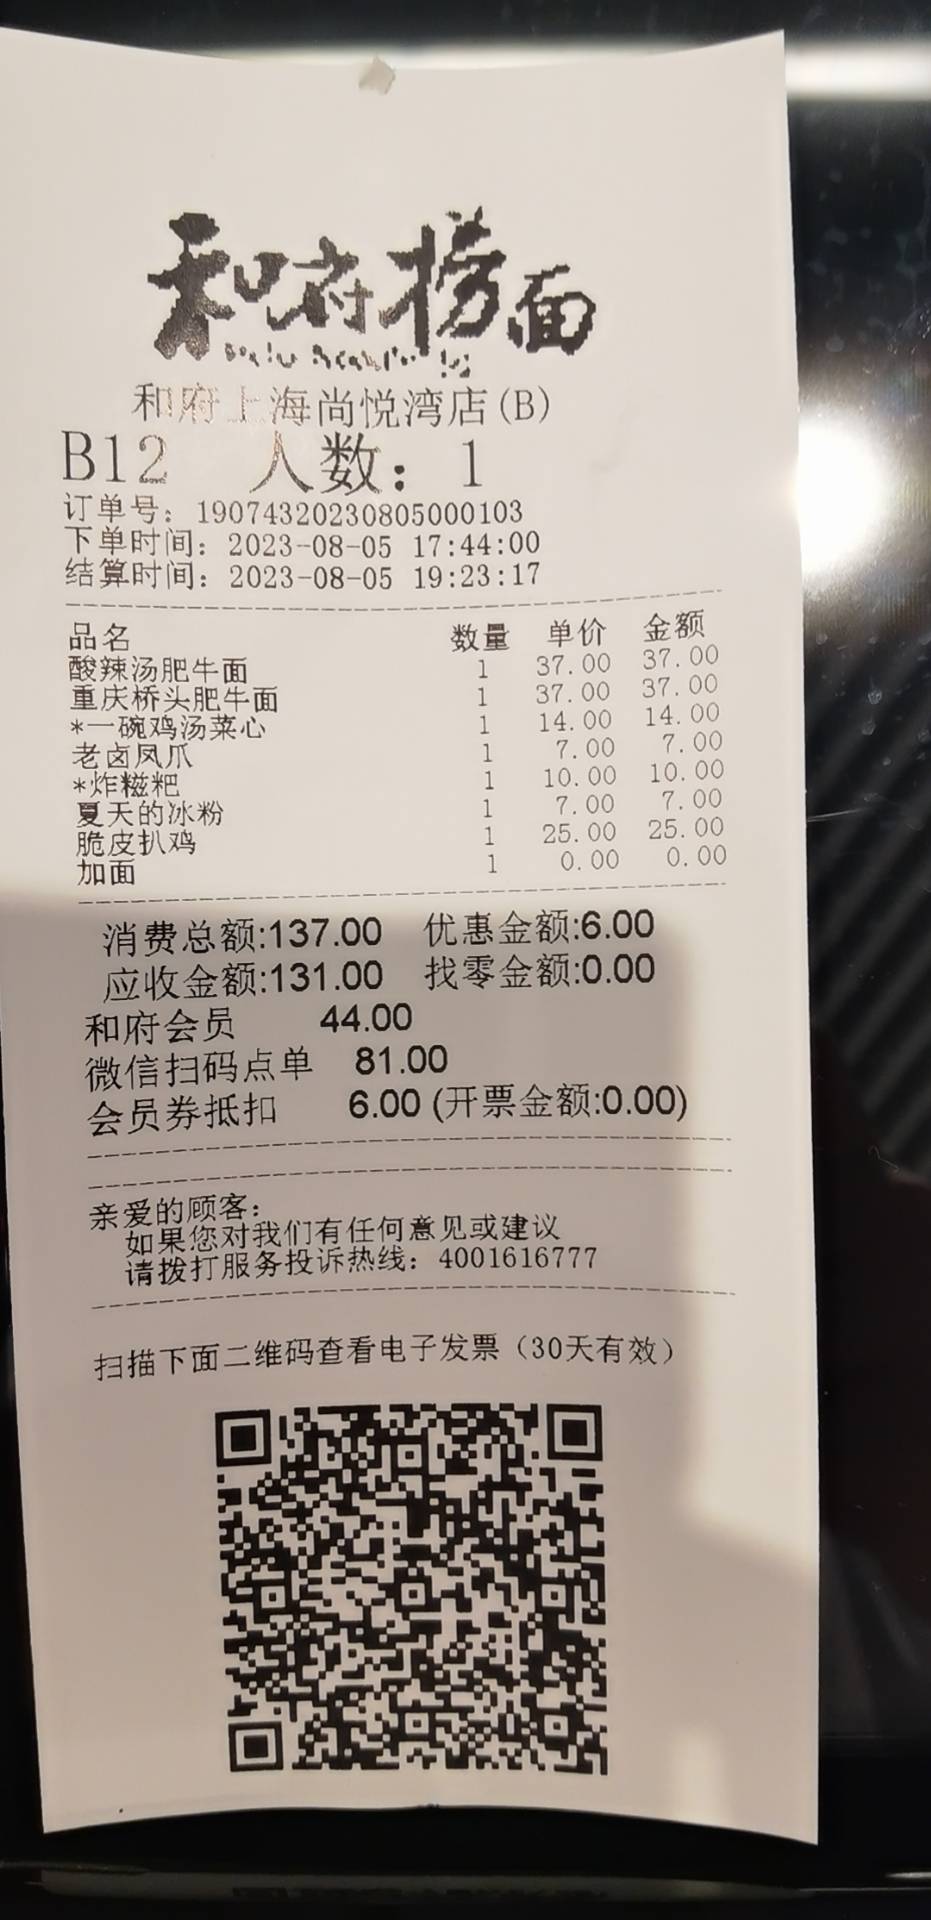 和府捞面
和府上海尚悦湾店(B)
B12 人数：1
订单号：19074320230805000103
下单时间：2023-08-05 17:44:00
结算时间：2023-08-05 19:23:17
品名 数量 单价 金额
酸辣汤肥牛面 1 37.00 37.00
重庆桥头肥牛面 1 37.00 37.00
*一碗鸡汤菜心 1 14.00 14.00
老卤凤爪 1 7.00 7.00
*炸糍粑 1 10.00 10.00
夏天的冰粉 1 7.00 7.00
脆皮扒鸡 1 25.00 25.00
加面 1 0.00 0.00
消费总额:137.00 优惠金额:6.00
应收金额:131.00 找零金额:0.00
和府会员 44.00
微信扫码点单 81.00
会员券抵扣 6.00 (开票金额:0.00)
亲爱的顾客：
如果您对我们有任何意见或建议
请拨打服务投诉热线：4001616777
扫描下面二维码查看电子发票（30天有效）